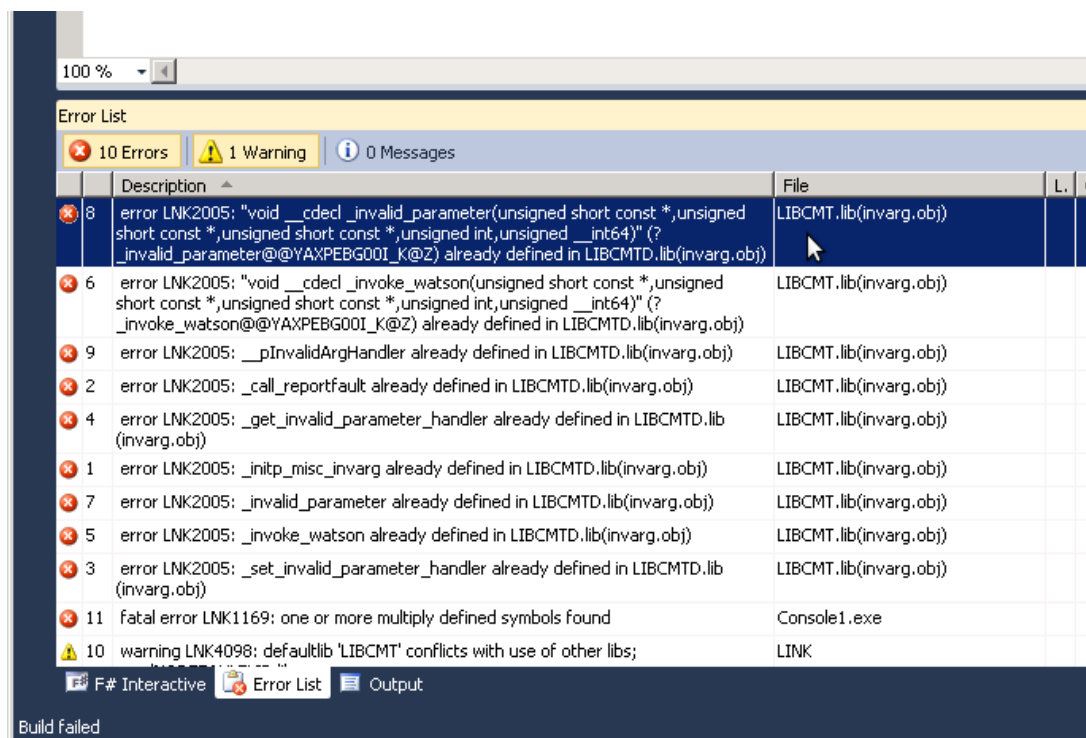 100 %
Error List
10 Errors 1 Warning 0 Messages
Description File L.
8 error LNK2005: "void __cdecl _invalid_parameter(unsigned short const *,unsigned LIBCMT.lib(invarg.obj)
short const *,unsigned short const *,unsigned int,unsigned __int64)" (?
_invalid_parameter@@YAXPEBG00I_K@Z) already defined in LIBCMTD.lib(invarg.obj)
6 error LNK2005: "void __cdecl _invoke_watson(unsigned short const *,unsigned LIBCMT.lib(invarg.obj)
short const *,unsigned short const *,unsigned int,unsigned __int64)" (?
_invoke_watson@@YAXPEBG00I_K@Z) already defined in LIBCMTD.lib(invarg.obj)
9 error LNK2005: __pInvalidArgHandler already defined in LIBCMTD.lib(invarg.obj) LIBCMT.lib(invarg.obj)
2 error LNK2005: _call_reportfault already defined in LIBCMTD.lib(invarg.obj) LIBCMT.lib(invarg.obj)
4 error LNK2005: _get_invalid_parameter_handler already defined in LIBCMTD.lib LIBCMT.lib(invarg.obj)
(invarg.obj)
1 error LNK2005: _initp_misc_invarg already defined in LIBCMTD.lib(invarg.obj) LIBCMT.lib(invarg.obj)
7 error LNK2005: _invalid_parameter already defined in LIBCMTD.lib(invarg.obj) LIBCMT.lib(invarg.obj)
5 error LNK2005: _invoke_watson already defined in LIBCMTD.lib(invarg.obj) LIBCMT.lib(invarg.obj)
3 error LNK2005: _set_invalid_parameter_handler already defined in LIBCMTD.lib LIBCMT.lib(invarg.obj)
(invarg.obj)
11 fatal error LNK1169: one or more multiply defined symbols found Console1.exe
10 warning LNK4098: defaultlib 'LIBCMT' conflicts with use of other libs; LINK
F# Interactive Error List Output
Build failed